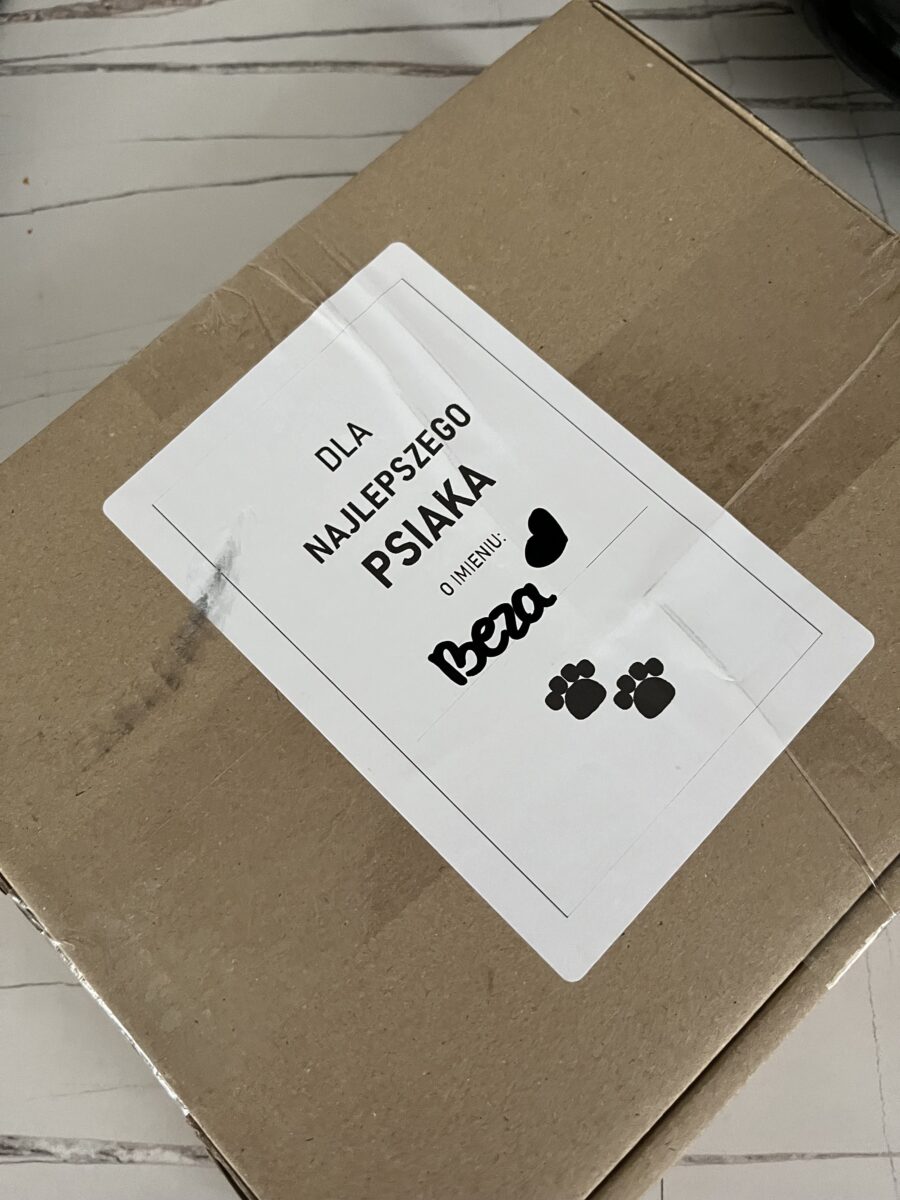 DLA
NAJLEPSZEGO
PSIAKA
O IMIENIU:
Beza